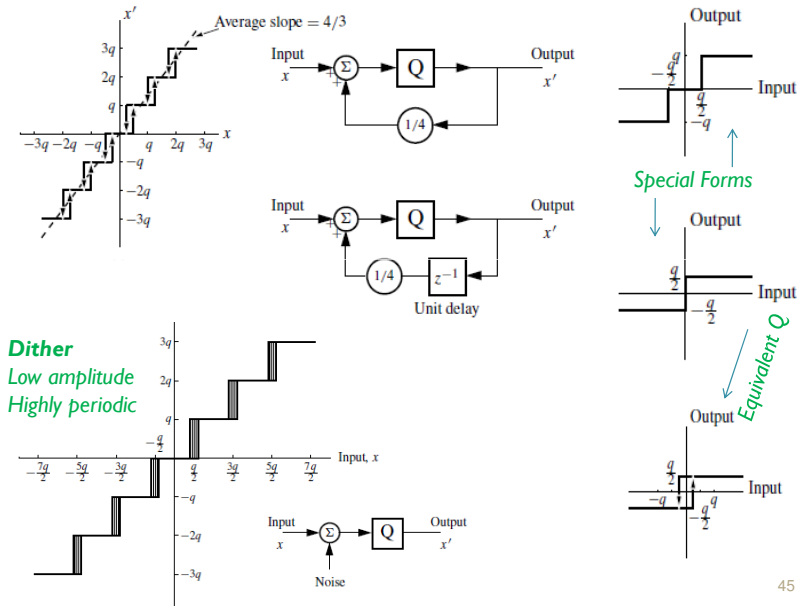 x′
Average slope = 4/3
3q
2q
q
x
−3q −2q −q
q 2q 3q
−q
−2q
−3q
Input
x
Σ
+
+
Q
Output
x′
1/4
Input
x
Σ
+
+
Q
Output
x′
1/4
z⁻¹
Unit delay
Output
q
−q/2
Input
q/2
−q
Special Forms
Output
q/2
Input
−q/2
Equivalent Q
Output
q/2
Input
−q
q
−q/2
Dither
Low amplitude
Highly periodic
3q
2q
q
−q/2
Input, x
−7q/2 −5q/2 −3q/2
q/2 3q/2 5q/2 7q/2
−q
−2q
−3q
Input
x
Σ
Q
Output
x′
Noise
45